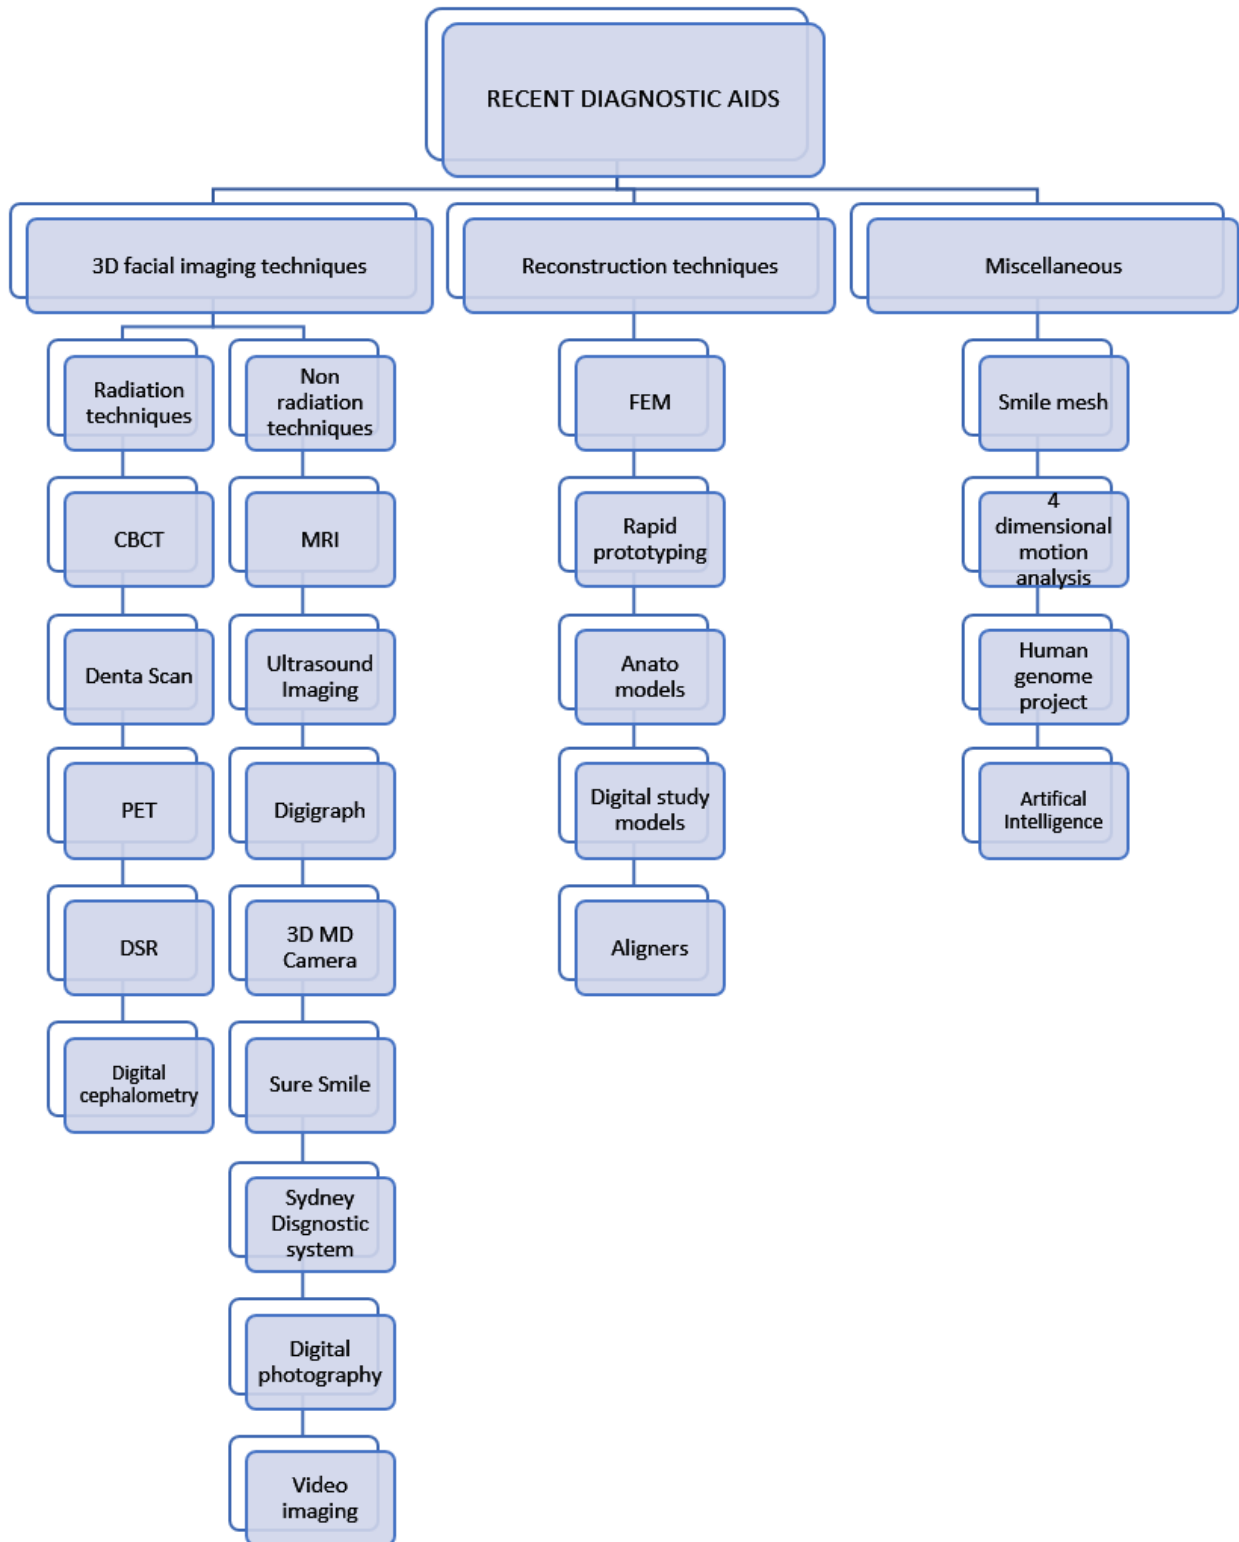 RECENT DIAGNOSTIC AIDS
3D facial imaging techniques
Reconstruction techniques
Miscellaneous
Radiation
techniques
Non
radiation
techniques
FEM
Smile mesh
CBCT
MRI
Rapid
prototyping
4
dimensional
motion
analysis
Denta Scan
Ultrasound
Imaging
Anato
models
Human
genome
project
PET
Digigraph
Digital study
models
Artifical
Intelligence
DSR
3D MD
Camera
Aligners
Digital
cephalometry
Sure Smile
Sydney
Disgnostic
system
Digital
photography
Video
imaging